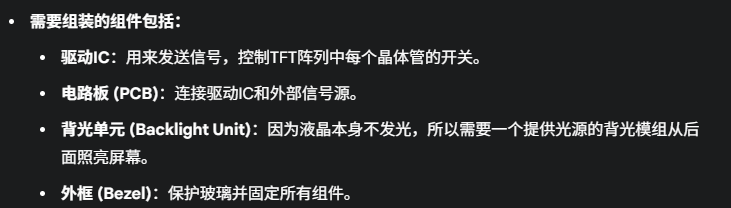 • 需要组装的组件包括：
• 驱动IC：用来发送信号，控制TFT阵列中每个晶体管的开关。
• 电路板 (PCB)：连接驱动IC和外部信号源。
• 背光单元 (Backlight Unit)：因为液晶本身不发光，所以需要一个提供光源的背光模组从后
面照亮屏幕。
• 外框 (Bezel)：保护玻璃并固定所有组件。